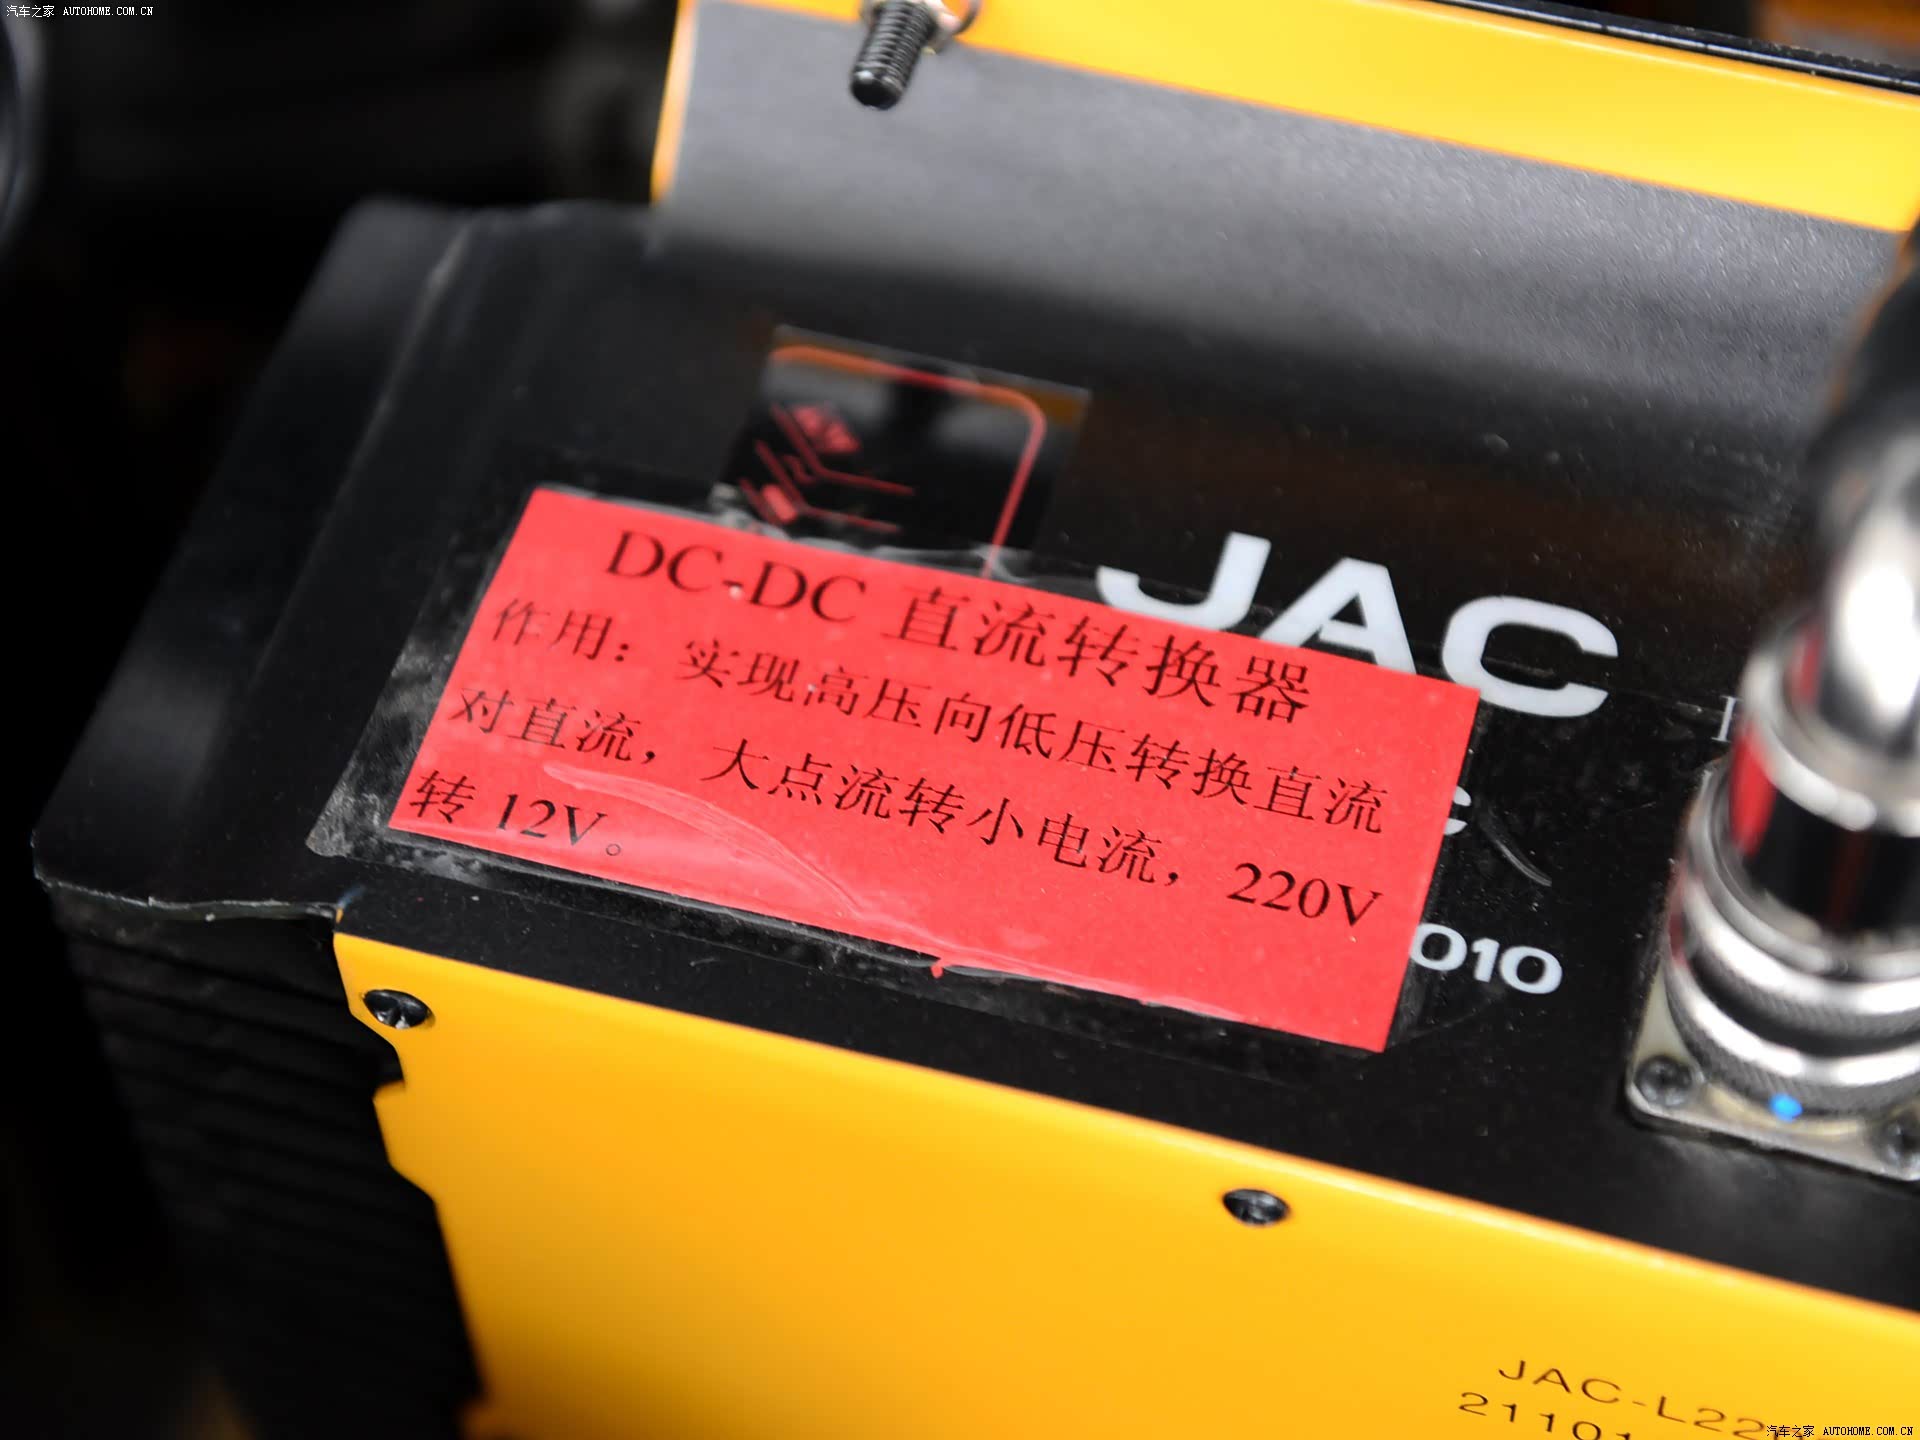 汽车之家 AUTOHOME.COM.CN
JAC
DC-DC 直流转换器
作用：实现高压向低压转换直流
对直流，大点流转小电流，220V
转 12V。
010
JAC-L22
21101
汽车之家 AUTOHOME.COM.CN